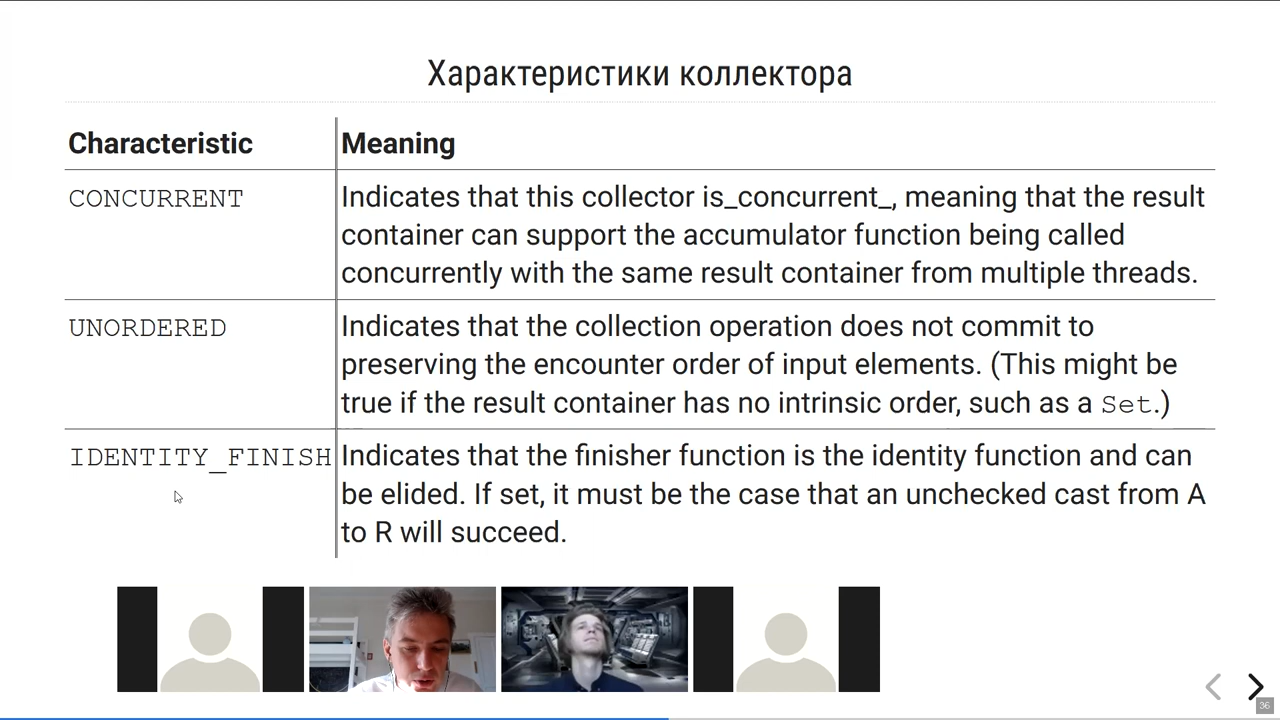 Характеристики коллектора
Characteristic Meaning
CONCURRENT Indicates that this collector is_concurrent_, meaning that the result
container can support the accumulator function being called
concurrently with the same result container from multiple threads.
UNORDERED Indicates that the collection operation does not commit to
preserving the encounter order of input elements. (This might be
true if the result container has no intrinsic order, such as a Set.)
IDENTITY_FINISH Indicates that the finisher function is the identity function and can
be elided. If set, it must be the case that an unchecked cast from A
to R will succeed.
36